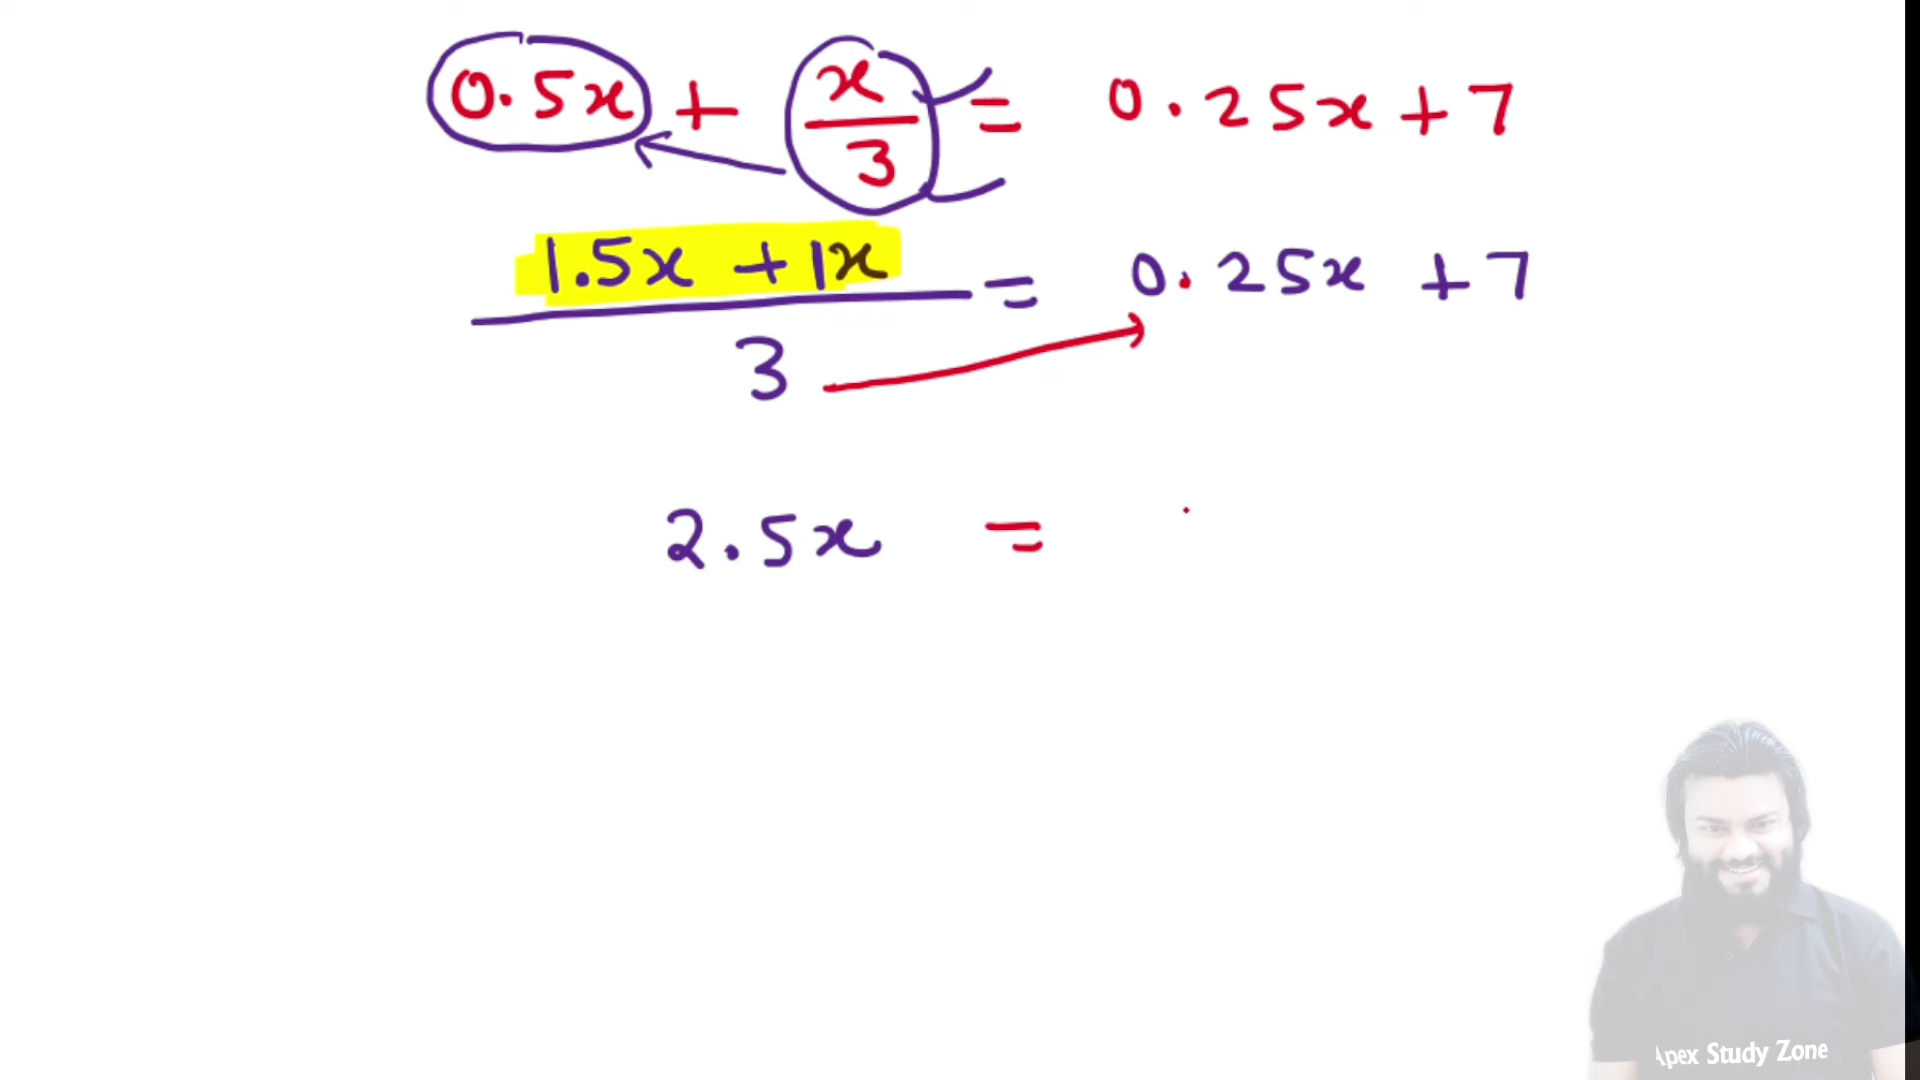 0.5x + x/3 = 0.25x + 7
1.5x + 1x / 3 = 0.25x + 7
2.5x =
Apex Study Zone